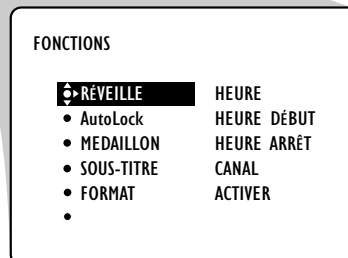 FONCTIONS
RÉVEILLE HEURE
AutoLock HEURE DÉBUT
MEDAILLON HEURE ARRÊT
SOUS-TITRE CANAL
FORMAT ACTIVER